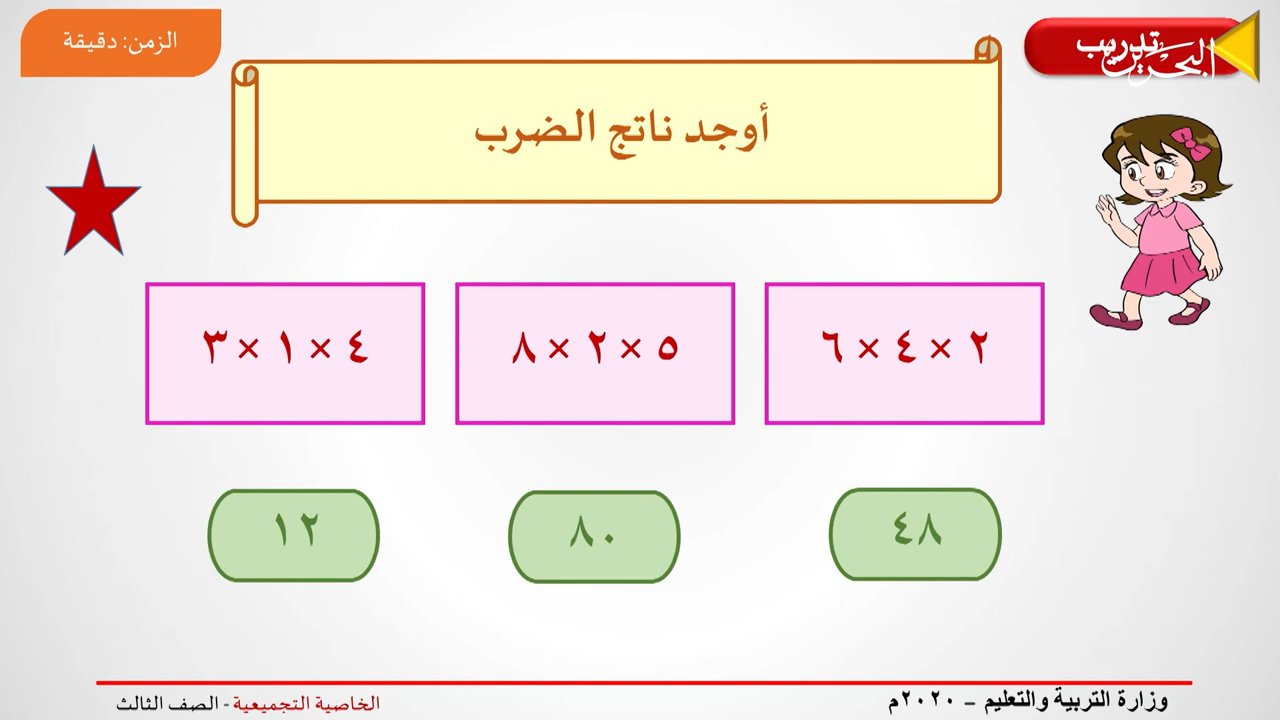 تدريب
البحرين
الزمن: دقيقة
أوجد ناتج الضرب
٢ × ٤ × ٦
٥ × ٢ × ٨
٤ × ١ × ٣
٤٨
٨٠
١٢
وزارة التربية والتعليم – ٢٠٢٠م
الخاصية التجميعية - الصف الثالث